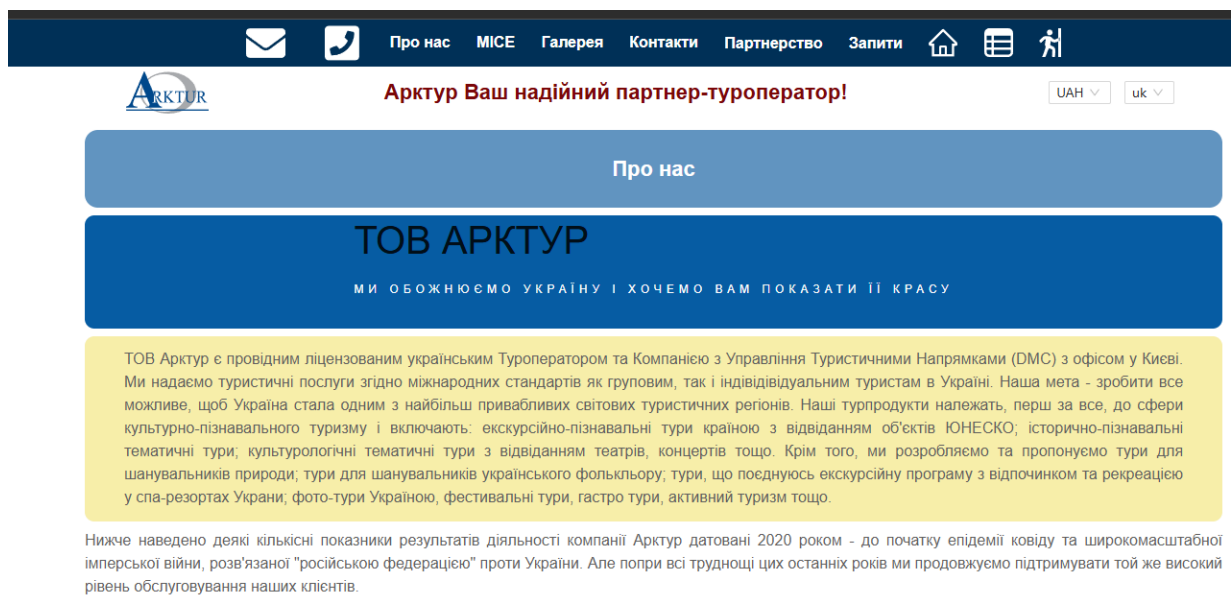 Про нас MICE Галерея Контакти Партнерство Запити
ARKTUR
Арктур Ваш надійний партнер-туроператор!
UAH uk
Про нас
ТОВ АРКТУР
МИ ОБОЖНЮЄМО УКРАЇНУ І ХОЧЕМО ВАМ ПОКАЗАТИ ЇЇ КРАСУ
ТОВ Арктур є провідним ліцензованим українським Туроператором та Компанією з Управління Туристичними Напрямками (DMC) з офісом у Києві.
Ми надаємо туристичні послуги згідно міжнародних стандартів як груповим, так і індівідівідуальним туристам в Україні. Наша мета - зробити все
можливе, щоб Україна стала одним з найбільш привабливих світових туристичних регіонів. Наші турпродукти належать, перш за все, до сфери
культурно-пізнавального туризму і включають: екскурсійно-пізнавальні тури країною з відвіданням об'єктів ЮНЕСКО; історично-пізнавальні
тематичні тури; культурологічні тематичні тури з відвіданням театрів, концертів тощо. Крім того, ми розробляємо та пропонуємо тури для
шанувальників природи; тури для шанувальників українського фолькльору; тури, що поєднуюсь екскурсійну програму з відпочинком та рекреацією
у спа-резортах Украни; фото-тури Україною, фестивальні тури, гастро тури, активний туризм тощо.
Нижче наведено деякі кількісні показники результатів діяльності компанії Арктур датовані 2020 роком - до початку епідемії ковіду та широкомасштабної
імперської війни, розв'язаної "російською федерацією" проти України. Але попри всі труднощі цих останніх років ми продовжуємо підтримувати той же високий
рівень обслуговування наших клієнтів.